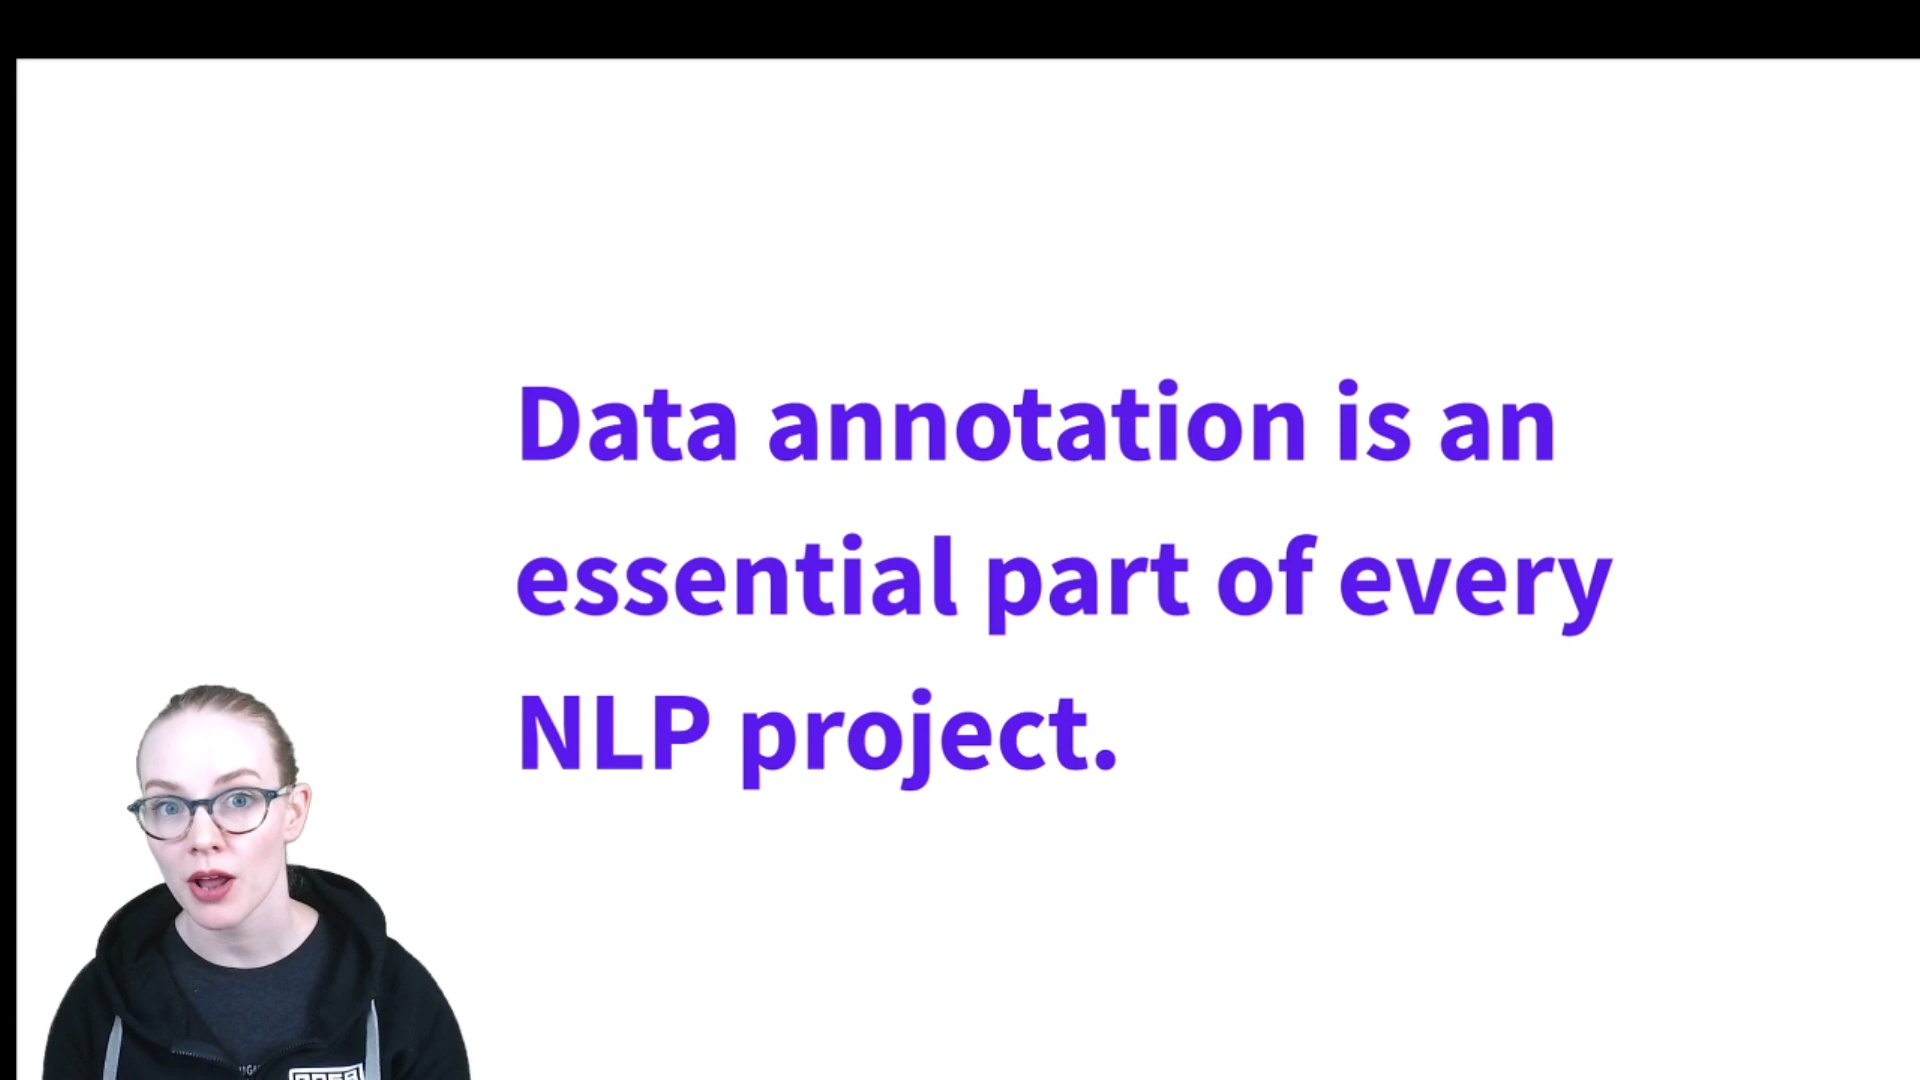 Data annotation is an
essential part of every
NLP project.